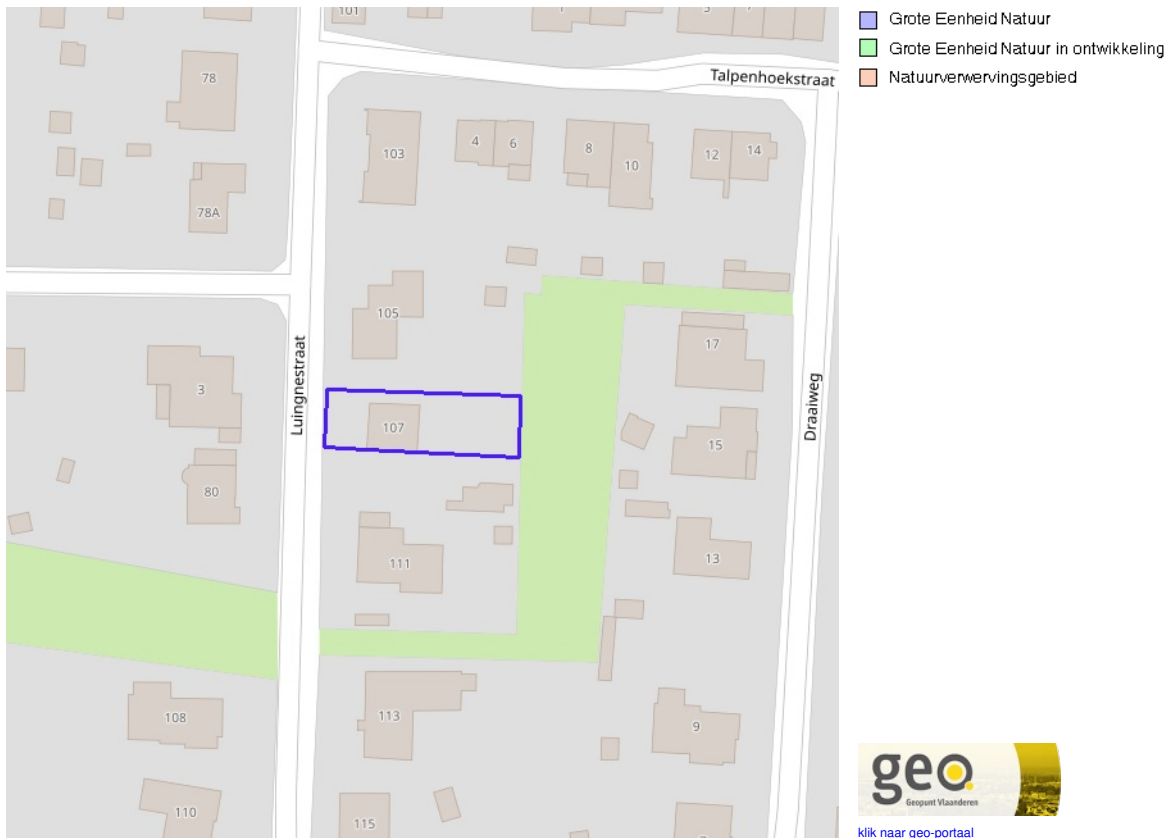 101
78
78A
Talpenhoekstraat
103
4
6
8
10
12
14
105
17
Luingnestraat
3
107
Draaiweg
15
80
111
13
108
113
9
110
115
Grote Eenheid Natuur
Grote Eenheid Natuur in ontwikkeling
Natuurverwervingsgebied
geo
Geopunt Vlaanderen
klik naar geo-portaal